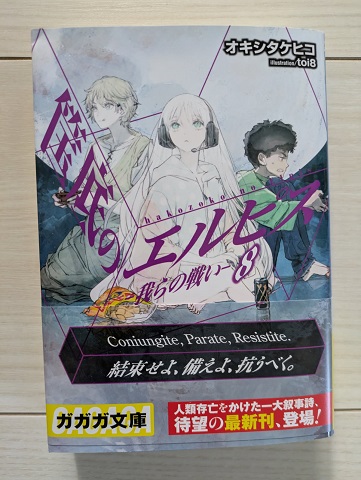 オキシタケヒコ
illustration/toi8
筺底のエルピス
hakozoko no
8
我らの戦い
Coniungite, Parate, Resistite.
結束せよ、備えよ、抗うべく。
GAGAGA
ガガガ文庫
人類存亡をかけた一大叙事詩、
待望の最新刊、登場!